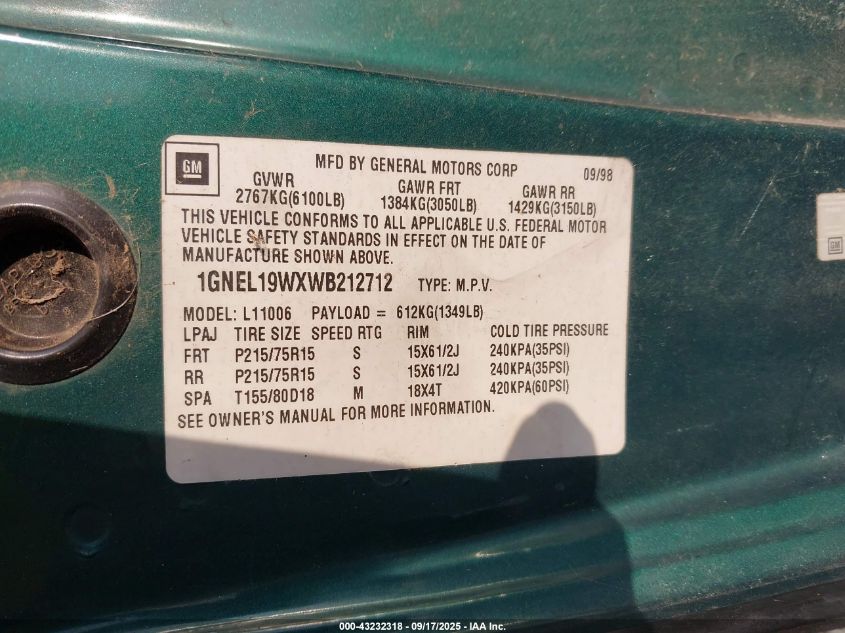 GM
MFD BY GENERAL MOTORS CORP 09/98
GVWR GAWR FRT GAWR RR
2767KG(6100LB) 1384KG(3050LB) 1429KG(3150LB)
THIS VEHICLE CONFORMS TO ALL APPLICABLE U.S. FEDERAL MOTOR
VEHICLE SAFETY STANDARDS IN EFFECT ON THE DATE OF
MANUFACTURE SHOWN ABOVE.
1GNEL19WXWB212712 TYPE: M.P.V.
MODEL: L11006 PAYLOAD = 612KG(1349LB)
LPAJ TIRE SIZE SPEED RTG RIM COLD TIRE PRESSURE
FRT P215/75R15 S 15X61/2J 240KPA(35PSI)
RR P215/75R15 S 15X61/2J 240KPA(35PSI)
SPA T155/80D18 M 18X4T 420KPA(60PSI)
SEE OWNER'S MANUAL FOR MORE INFORMATION.
GM
000-43232318 - 09/17/2025 - IAA Inc.